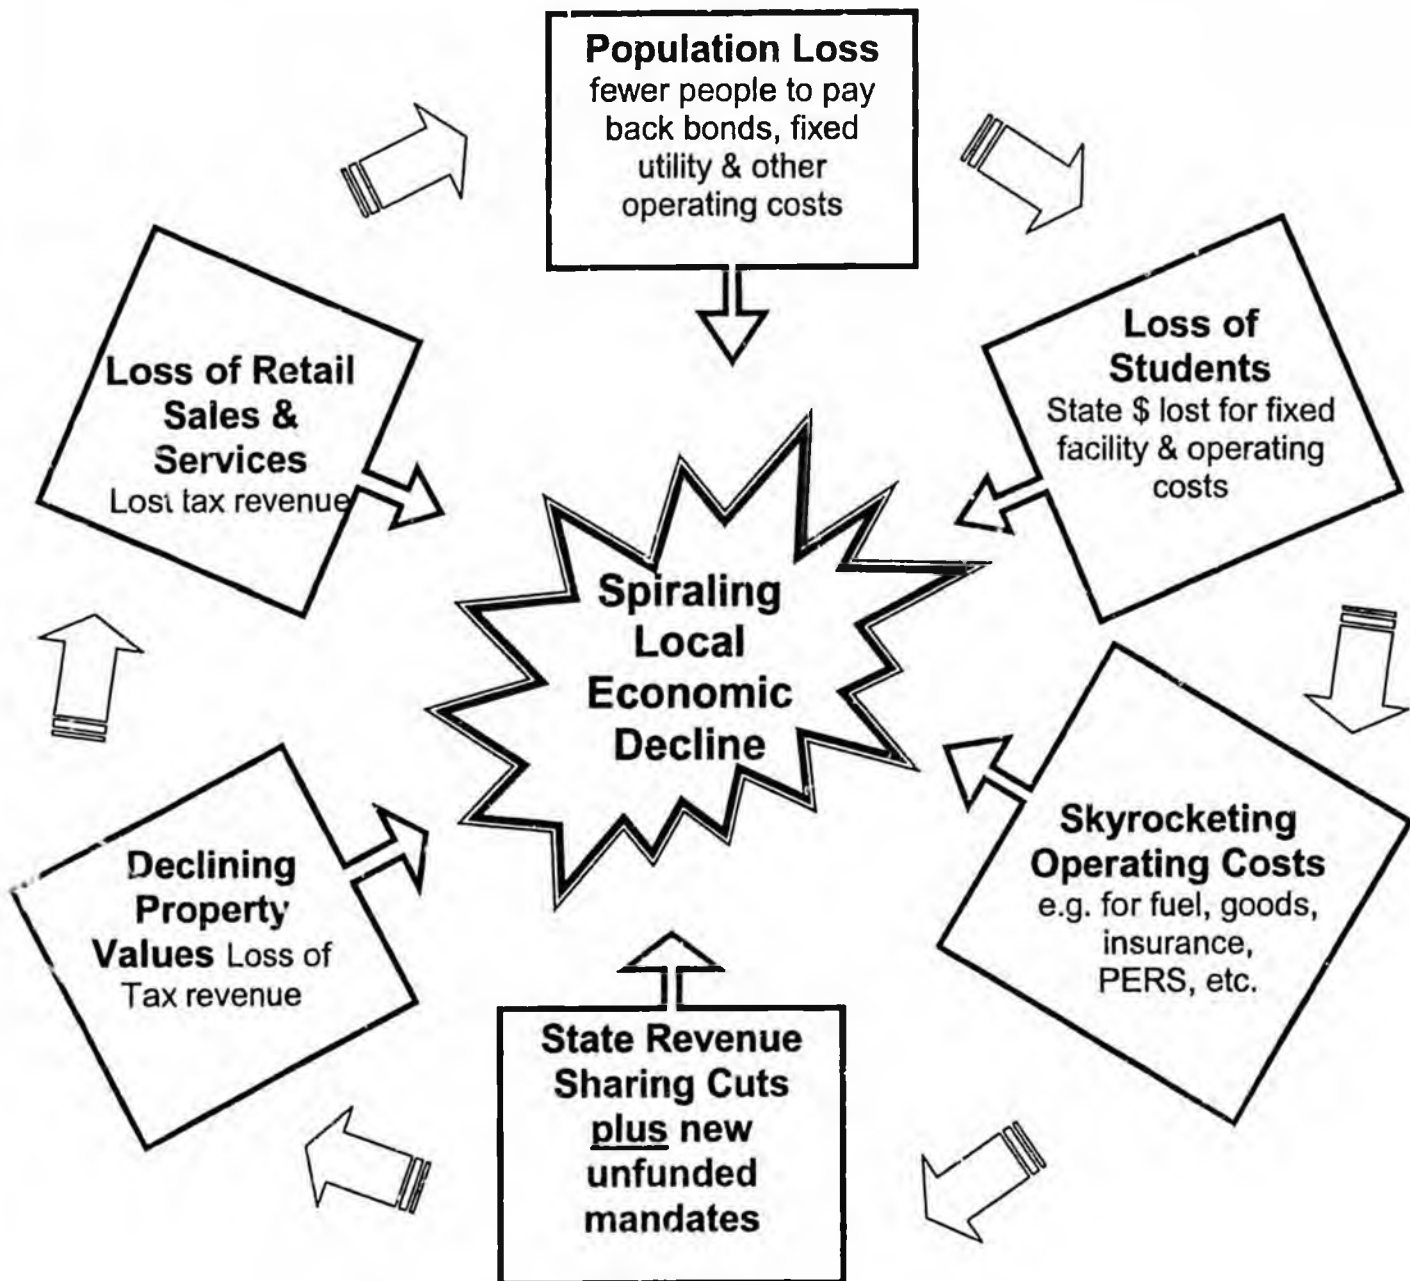 Population Loss
fewer people to pay
back bonds, fixed
utility & other
operating costs
Loss of
Students
State $ lost for fixed
facility & operating
costs
Skyrocketing
Operating Costs
e.g. for fuel, goods,
insurance,
PERS, etc.
State Revenue
Sharing Cuts
plus new
unfunded
mandates
Declining
Property
Values Loss of
Tax revenue
Loss of Retail
Sales &
Services
Lost tax revenue
Spiraling
Local
Economic
Decline